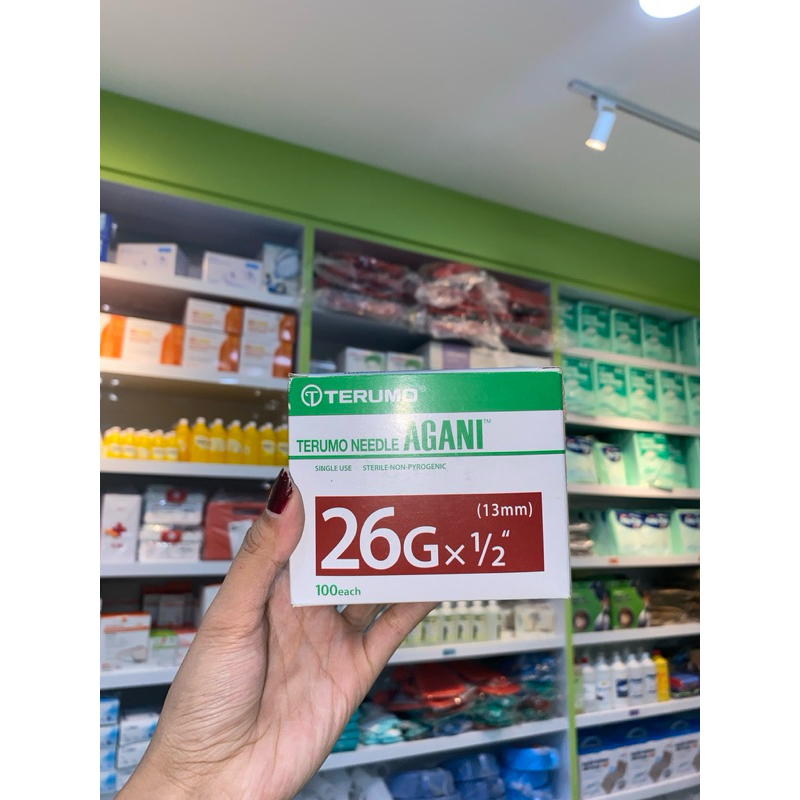 TERUMO®
TERUMO NEEDLE AGANI™
SINGLE USE STERILE·NON-PYROGENIC
(13mm)
26G × 1/2"
100each